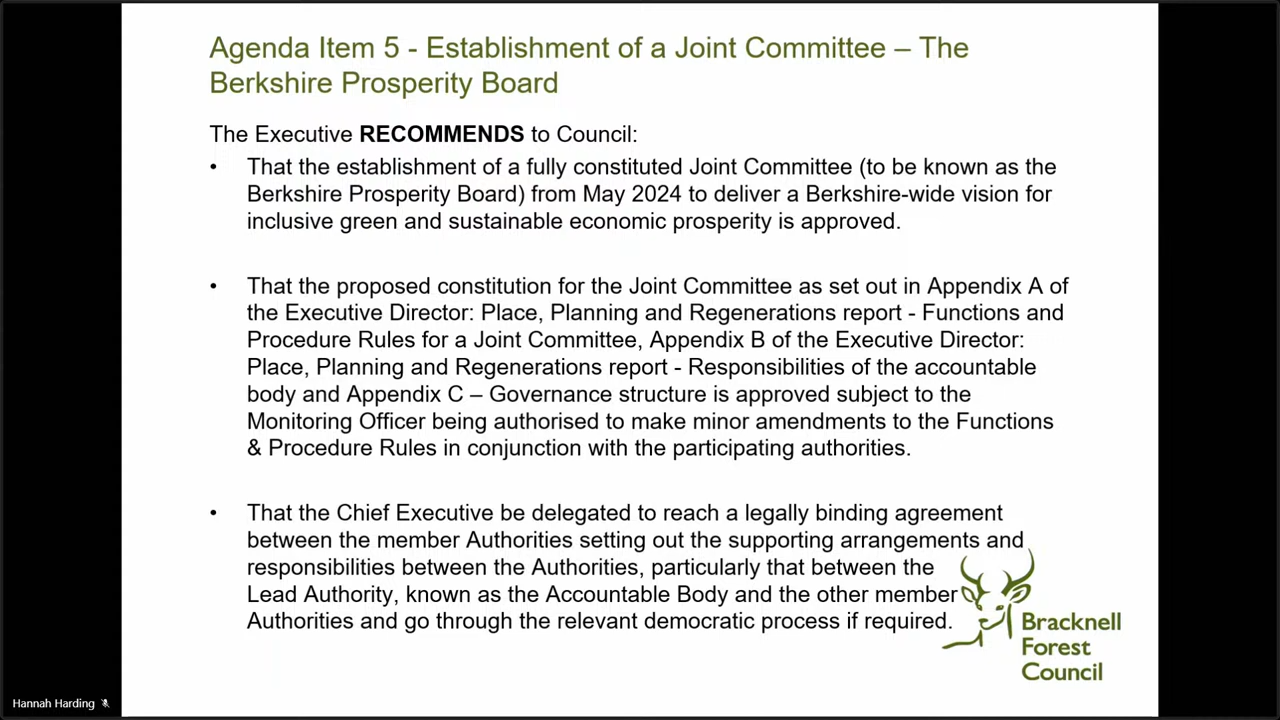 Agenda Item 5 - Establishment of a Joint Committee – The
Berkshire Prosperity Board
The Executive RECOMMENDS to Council:
• That the establishment of a fully constituted Joint Committee (to be known as the
Berkshire Prosperity Board) from May 2024 to deliver a Berkshire-wide vision for
inclusive green and sustainable economic prosperity is approved.
• That the proposed constitution for the Joint Committee as set out in Appendix A of
the Executive Director: Place, Planning and Regenerations report - Functions and
Procedure Rules for a Joint Committee, Appendix B of the Executive Director:
Place, Planning and Regenerations report - Responsibilities of the accountable
body and Appendix C – Governance structure is approved subject to the
Monitoring Officer being authorised to make minor amendments to the Functions
& Procedure Rules in conjunction with the participating authorities.
• That the Chief Executive be delegated to reach a legally binding agreement
between the member Authorities setting out the supporting arrangements and
responsibilities between the Authorities, particularly that between the
Lead Authority, known as the Accountable Body and the other member
Authorities and go through the relevant democratic process if required.
Bracknell
Forest
Council
Hannah Harding